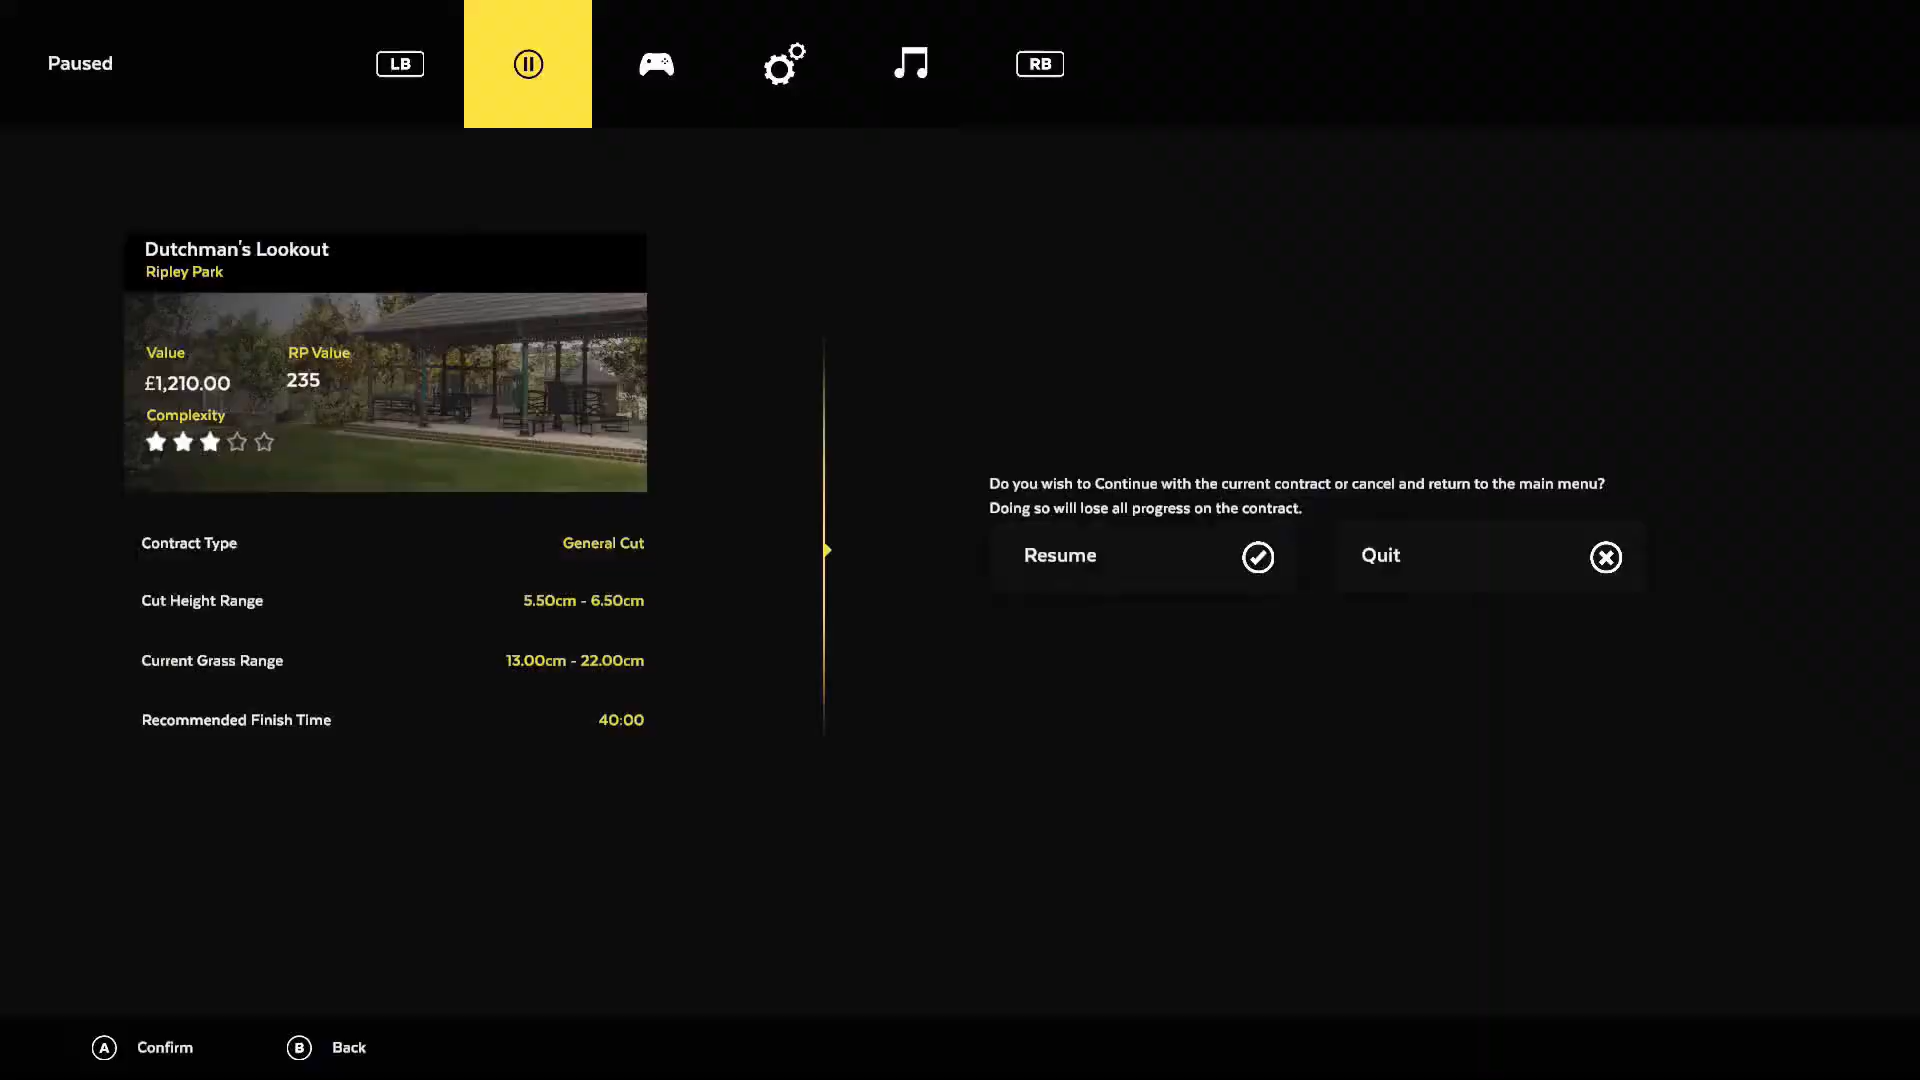 Paused
LB
RB
Dutchman's Lookout
Ripley Park
Value
RP Value
£1,210.00
235
Complexity
Contract Type
General Cut
Cut Height Range
5.50cm - 6.50cm
Current Grass Range
13.00cm - 22.00cm
Recommended Finish Time
40:00
Do you wish to Continue with the current contract or cancel and return to the main menu?
Doing so will lose all progress on the contract.
Resume
Quit
A
Confirm
B
Back